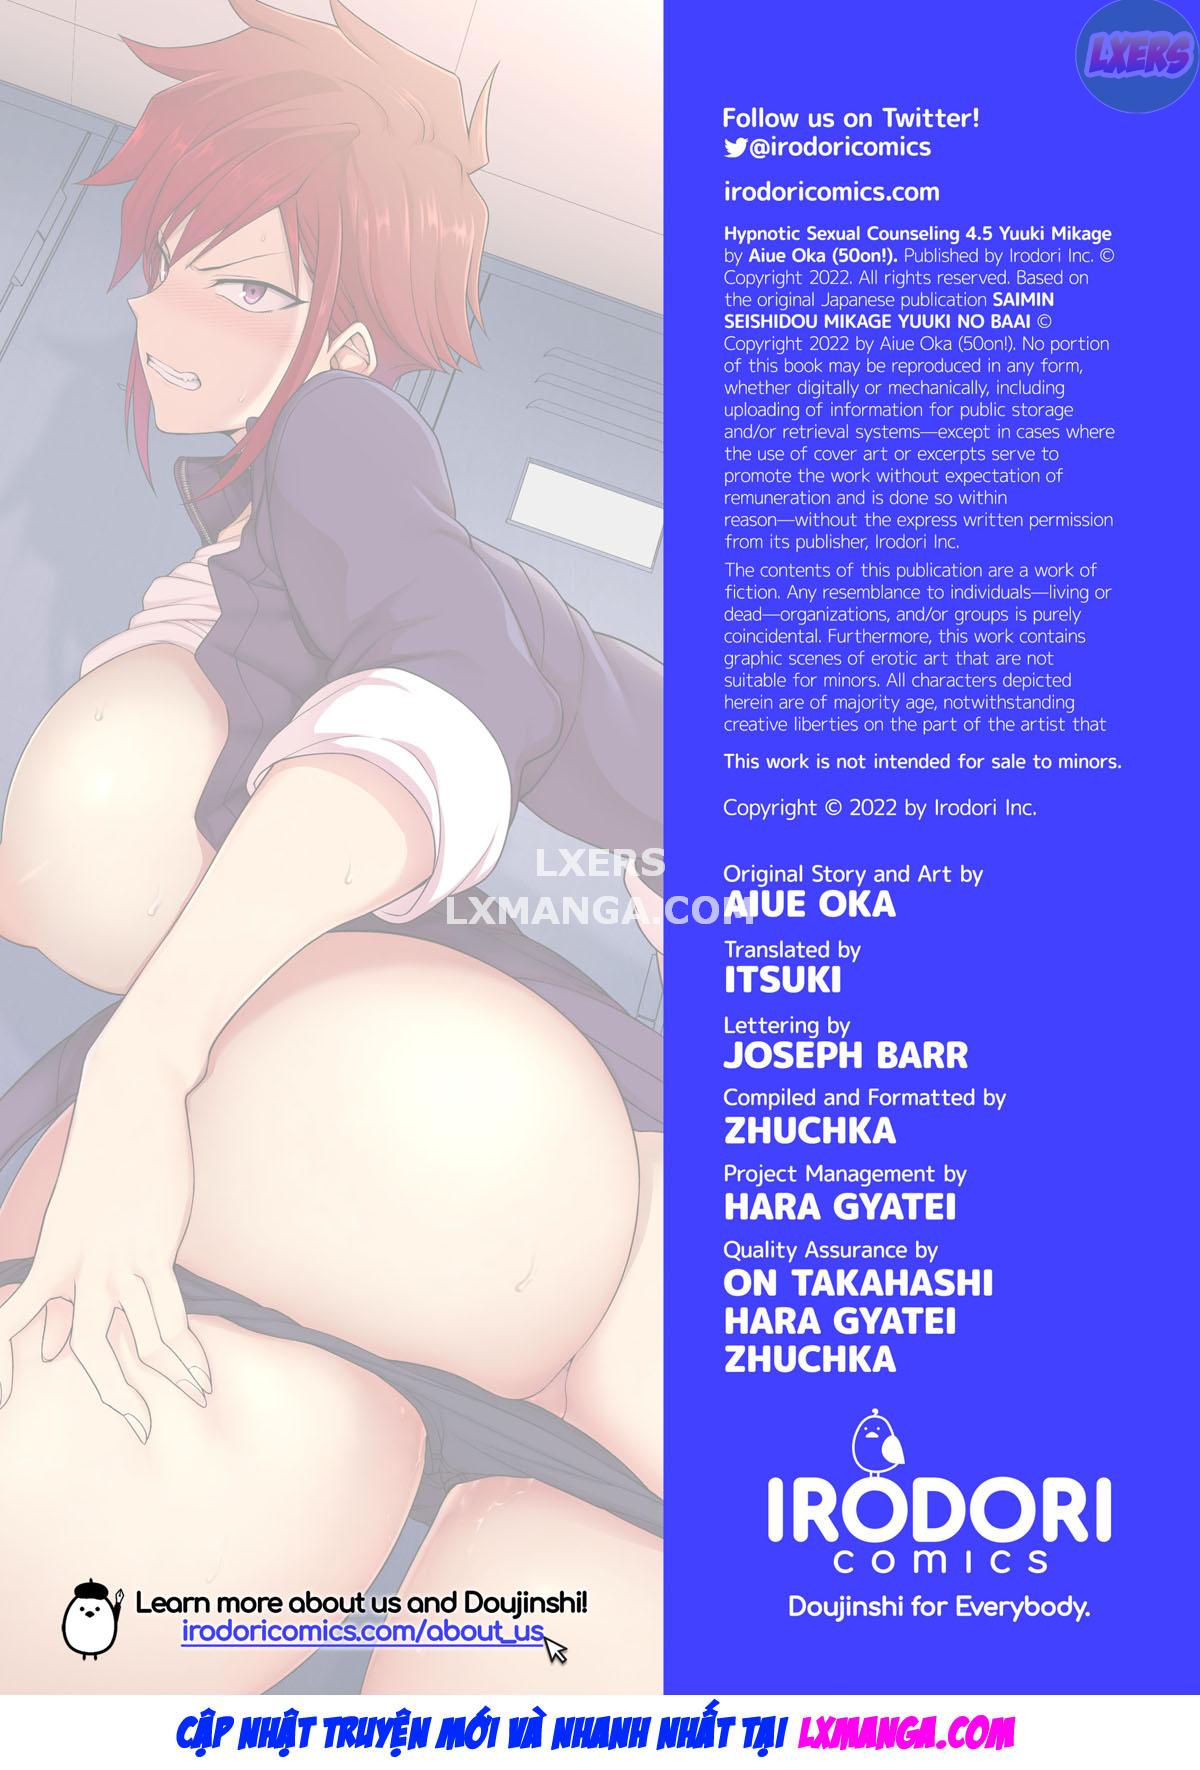 LXERS
Follow us on Twitter!
@irodoricomics
irodoricomics.com
Hypnotic Sexual Counseling 4.5 Yuuki Mikage
by Aiue Oka (50on!). Published by Irodori Inc. ©
Copyright 2022. All rights reserved. Based on
the original Japanese publication SAIMIN
SEISHIDOU MIKAGE YUUKI NO BAAI ©
Copyright 2022 by Aiue Oka (50on!). No portion
of this book may be reproduced in any form,
whether digitally or mechanically, including
uploading of information for public storage
and/or retrieval systems—except in cases where
the use of cover art or excerpts serve to
promote the work without expectation of
remuneration and is done so within
reason—without the express written permission
from its publisher, Irodori Inc.
The contents of this publication are a work of
fiction. Any resemblance to individuals—living or
dead—organizations, and/or groups is purely
coincidental. Furthermore, this work contains
graphic scenes of erotic art that are not
suitable for minors. All characters depicted
herein are of majority age, notwithstanding
creative liberties on the part of the artist that
This work is not intended for sale to minors.
Copyright © 2022 by Irodori Inc.
LXERS
LXMANGA.COM
Original Story and Art by
AIUE OKA
Translated by
ITSUKI
Lettering by
JOSEPH BARR
Compiled and Formatted by
ZHUCHKA
Project Management by
HARA GYATEI
Quality Assurance by
ON TAKAHASHI
HARA GYATEI
ZHUCHKA
IRODORI
comics
Doujinshi for Everybody.
Learn more about us and Doujinshi!
irodoricomics.com/about_us
CẬP NHẬT TRUYỆN MỚI VÀ NHANH NHẤT TẠI LXMANGA.COM